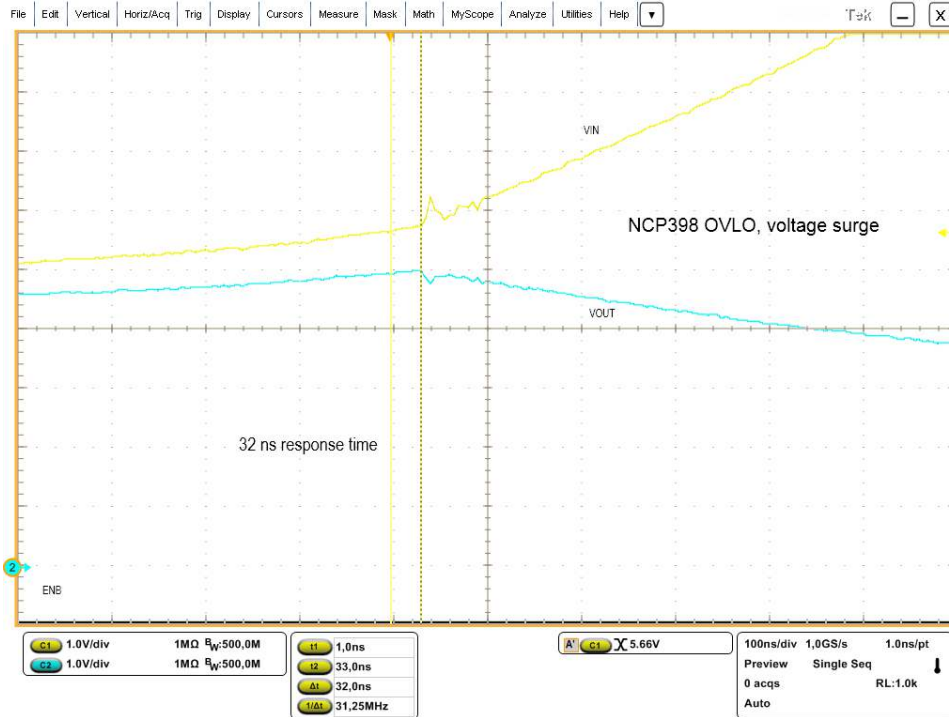 File Edit Vertical Horiz/Acq Trig Display Cursors Measure Mask Math MyScope Analyze Utilities Help Tek X
VIN
NCP398 OVLO, voltage surge
VOUT
32 ns response time
2
ENB
C1 1.0V/div 1MΩ BW:500,0M
C2 1.0V/div 1MΩ BW:500,0M
t1 1,0ns
t2 33,0ns
Δt 32,0ns
1/Δt 31,25MHz
A' C1 5.66V
100ns/div 1,0GS/s 1.0ns/pt
Preview Single Seq
0 acqs RL:1.0k
Auto